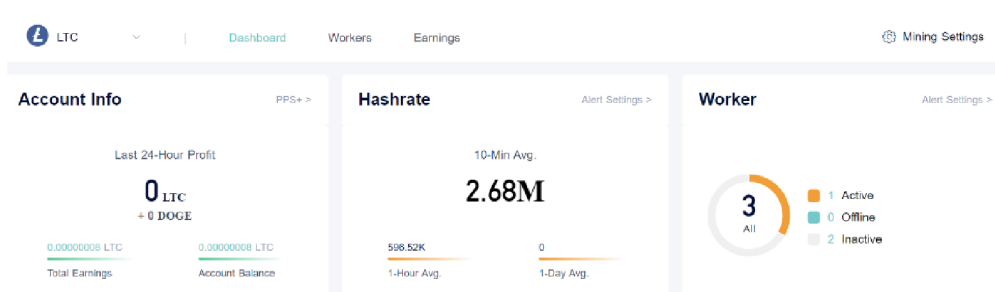 LTC
Dashboard
Workers
Earnings
Mining Settings
Account Info
PPS+ >
Last 24-Hour Profit
0 LTC
+ 0 DOGE
0.00000008 LTC
Total Earnings
0.00000008 LTC
Account Balance
Hashrate
Alert Settings >
10-Min Avg.
2.68M
596.52K
1-Hour Avg.
0
1-Day Avg.
Worker
Alert Settings >
3
All
1 Active
0 Offline
2 Inactive